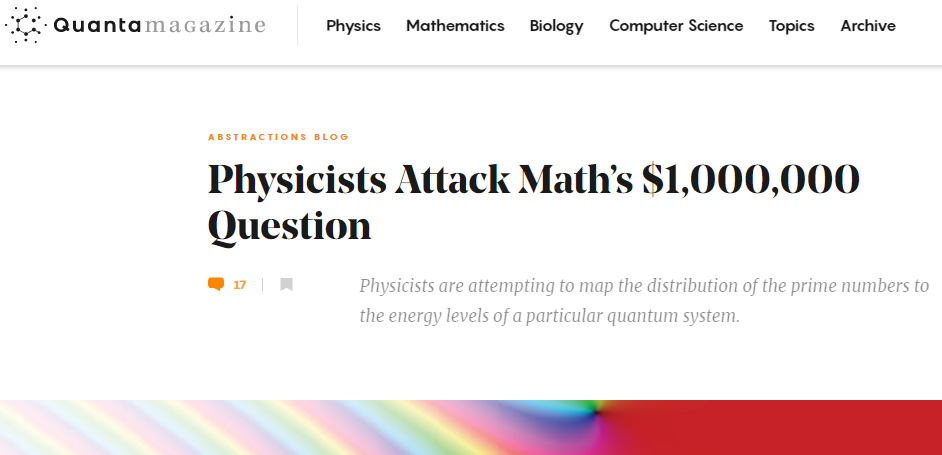 Quantamagazine Physics Mathematics Biology Computer Science Topics Archive
ABSTRACTIONS BLOG
Physicists Attack Math’s $1,000,000
Question
17
Physicists are attempting to map the distribution of the prime numbers to
the energy levels of a particular quantum system.